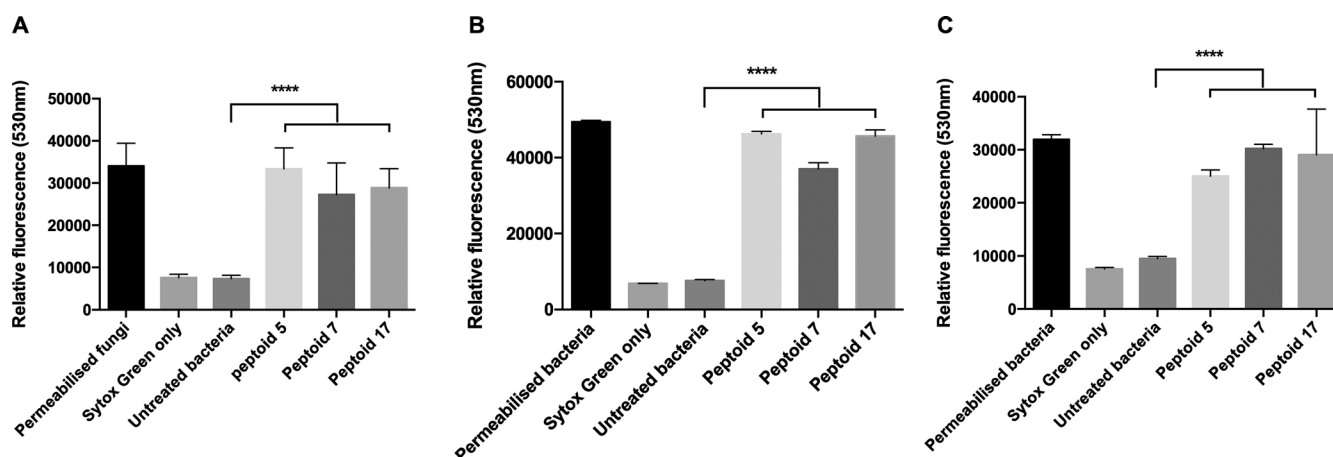 A
Relative fluorescence (530nm)
50000
40000
30000
20000
10000
0
****
Permeabilised fungi
Sytox Green only
Untreated bacteria
peptoid 5
Peptoid 7
Peptoid 17
B
Relative fluorescence (530nm)
60000
40000
20000
0
****
Permeabilised bacteria
Sytox Green only
Untreated bacteria
Peptoid 5
Peptoid 7
Peptoid 17
C
Relative fluorescence (530nm)
40000
30000
20000
10000
0
****
Permeabilised bacteria
Sytox Green only
Untreated bacteria
Peptoid 5
Peptoid 7
Peptoid 17